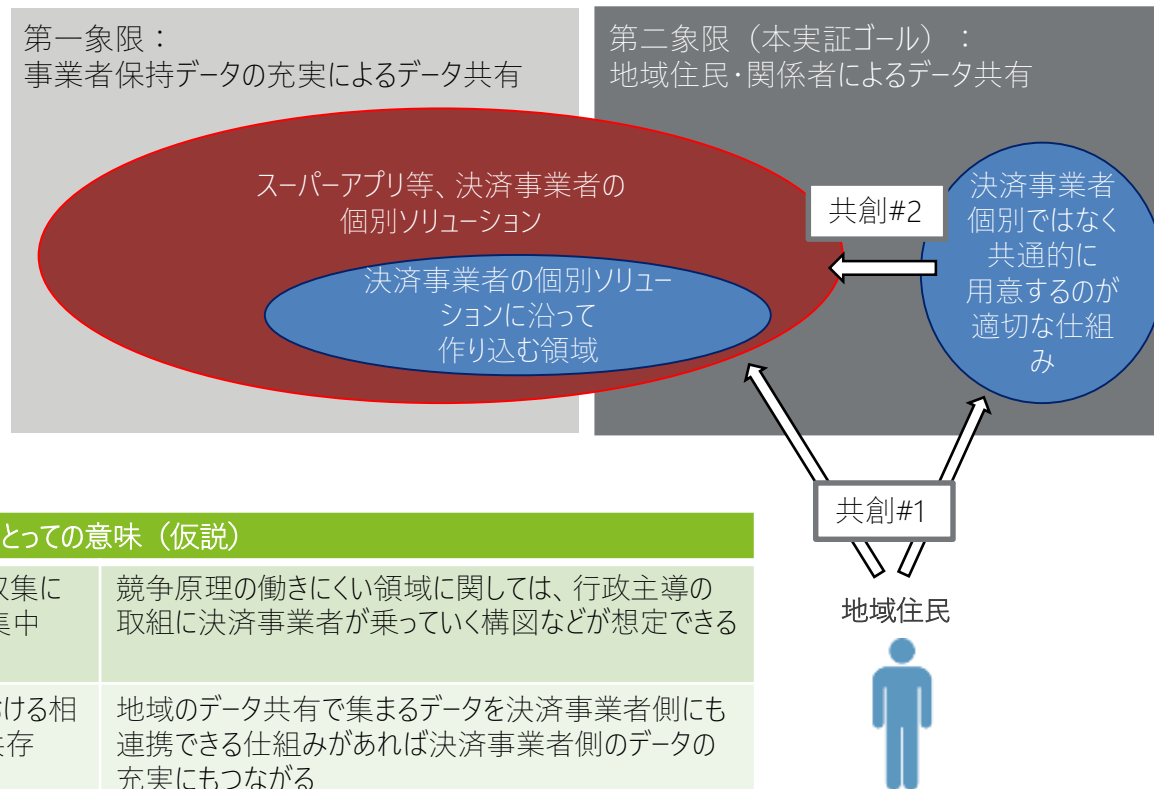 第一象限：
事業者保持データの充実によるデータ共有
第二象限（本実証ゴール）：
地域住民・関係者によるデータ共有
スーパーアプリ等、決済事業者の
個別ソリューション
決済事業者の個別ソリュー
ションに沿って
作り込む領域
共創#2
決済事業者
個別ではなく
共通的に
用意するのが
適切な仕組
み
共創#1
地域住民
とっての意味（仮説）
収集に
集中
競争原理の働きにくい領域に関しては、行政主導の
取組に決済事業者が乗っていく構図などが想定できる
ける相
共存
地域のデータ共有で集まるデータを決済事業者側にも
連携できる仕組みがあれば決済事業者側のデータの
充実にもつながる